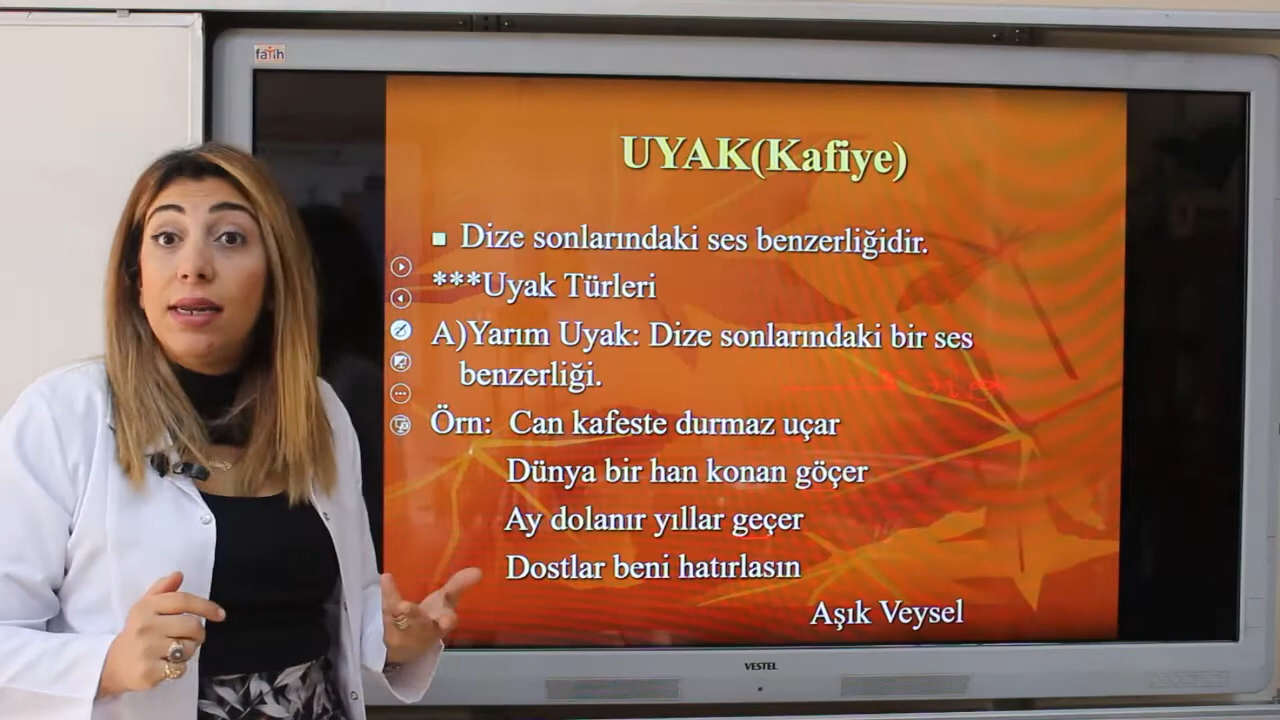 fatih
UYAK(Kafiye)
Dize sonlarındaki ses benzerliğidir.
***Uyak Türleri
A)Yarım Uyak: Dize sonlarındaki bir ses
benzerliği.
Örn: Can kafeste durmaz uçar
Dünya bir han konan göçer
Ay dolanır yıllar geçer
Dostlar beni hatırlasın
Aşık Veysel
VESTEL